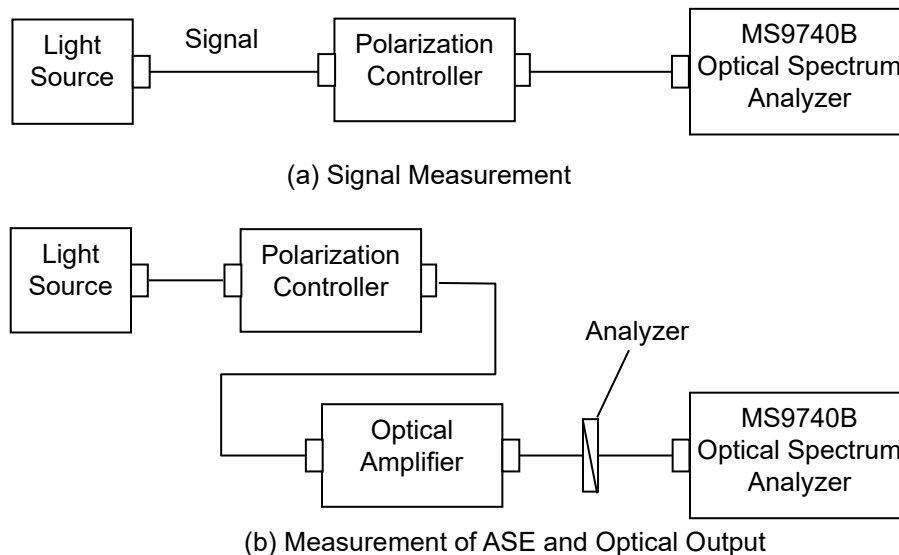 Light
Source
Signal
Polarization
Controller
MS9740B
Optical Spectrum
Analyzer
(a) Signal Measurement
Light
Source
Polarization
Controller
Analyzer
Optical
Amplifier
MS9740B
Optical Spectrum
Analyzer
(b) Measurement of ASE and Optical Output